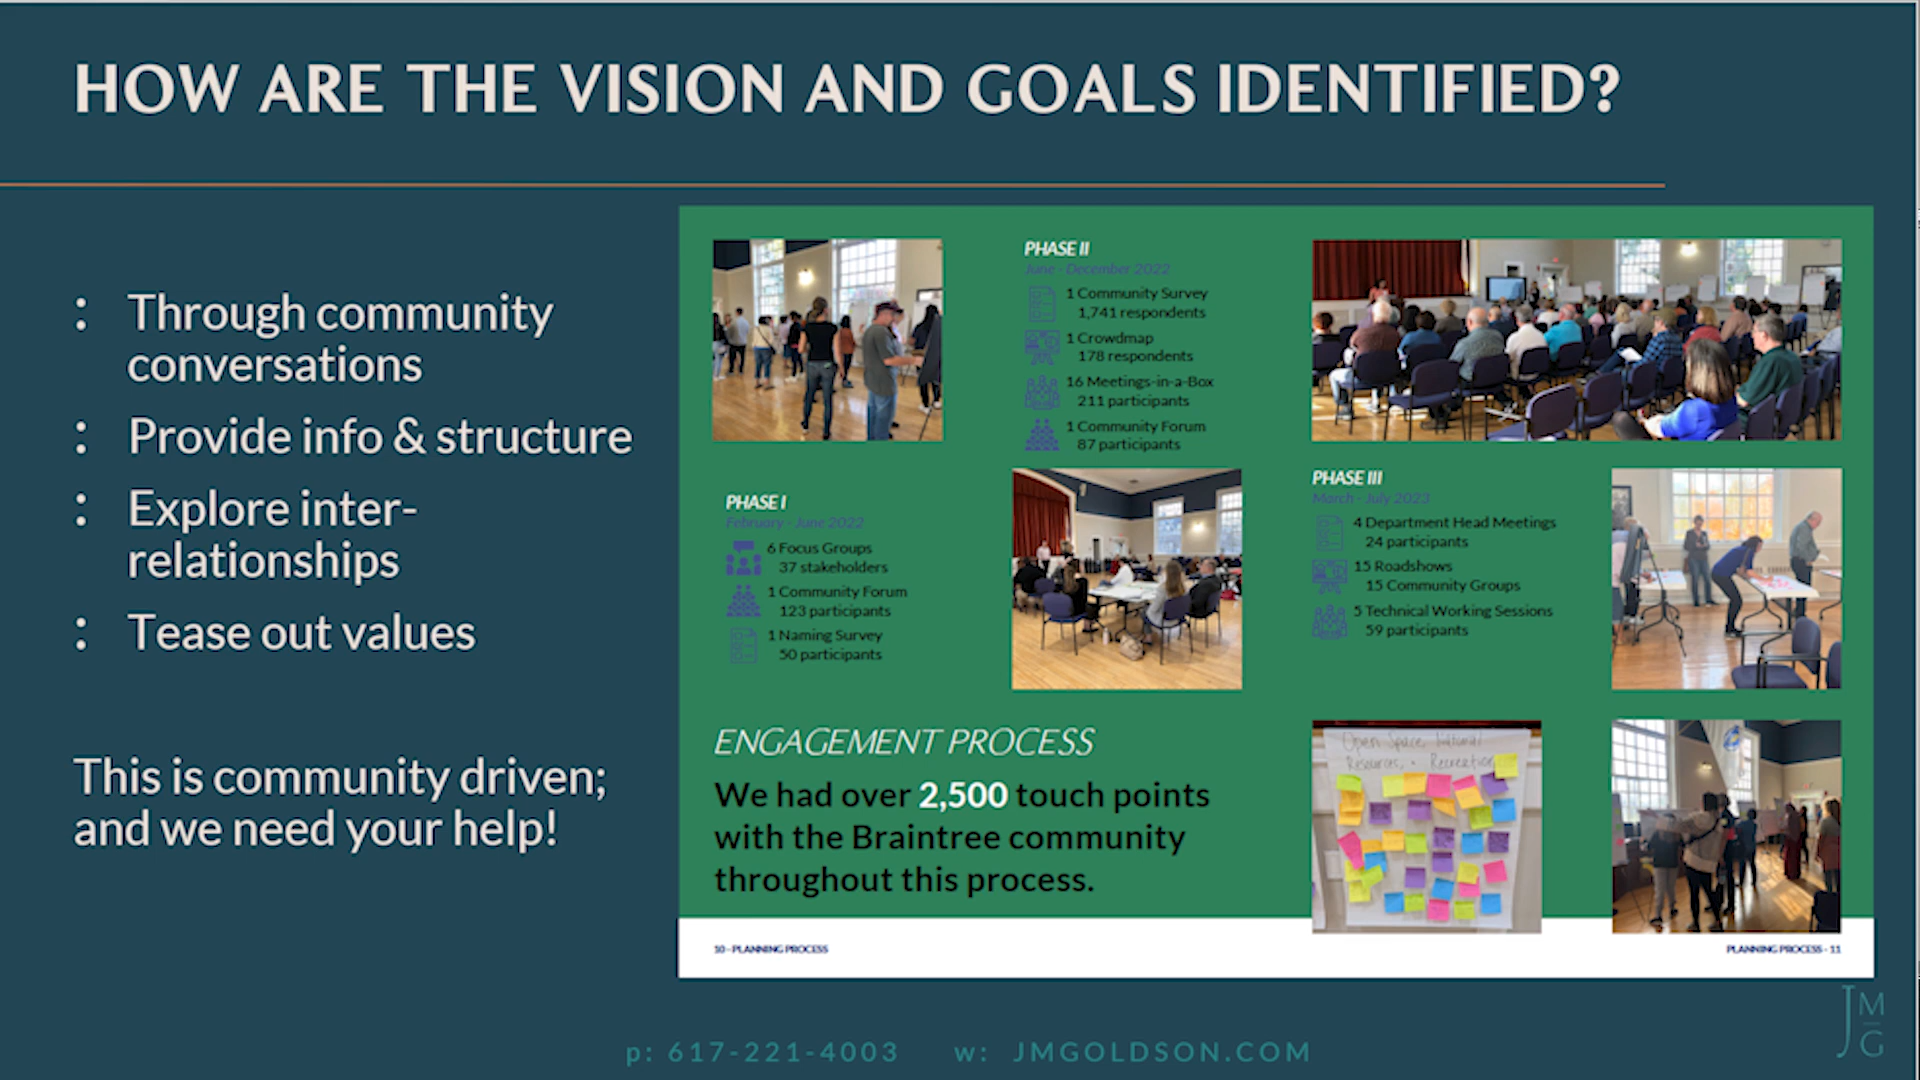 HOW ARE THE VISION AND GOALS IDENTIFIED?
: Through community
conversations
: Provide info & structure
: Explore inter-
relationships
: Tease out values
This is community driven;
and we need your help!
PHASE I
February - June 2022
6 Focus Groups
37 stakeholders
1 Community Forum
123 participants
1 Naming Survey
50 participants
PHASE II
June - December 2022
1 Community Survey
1,741 respondents
1 Crowdmap
178 respondents
16 Meetings-in-a-Box
211 participants
1 Community Forum
87 participants
PHASE III
March - July 2023
4 Department Head Meetings
24 participants
15 Roadshows
15 Community Groups
5 Technical Working Sessions
59 participants
ENGAGEMENT PROCESS
We had over 2,500 touch points
with the Braintree community
throughout this process.
Open Space, Natural
Resources, + Recreation
10 - PLANNING PROCESS
PLANNING PROCESS - 11
p: 617-221-4003 w: JMGOLDSON.COM
JM
G